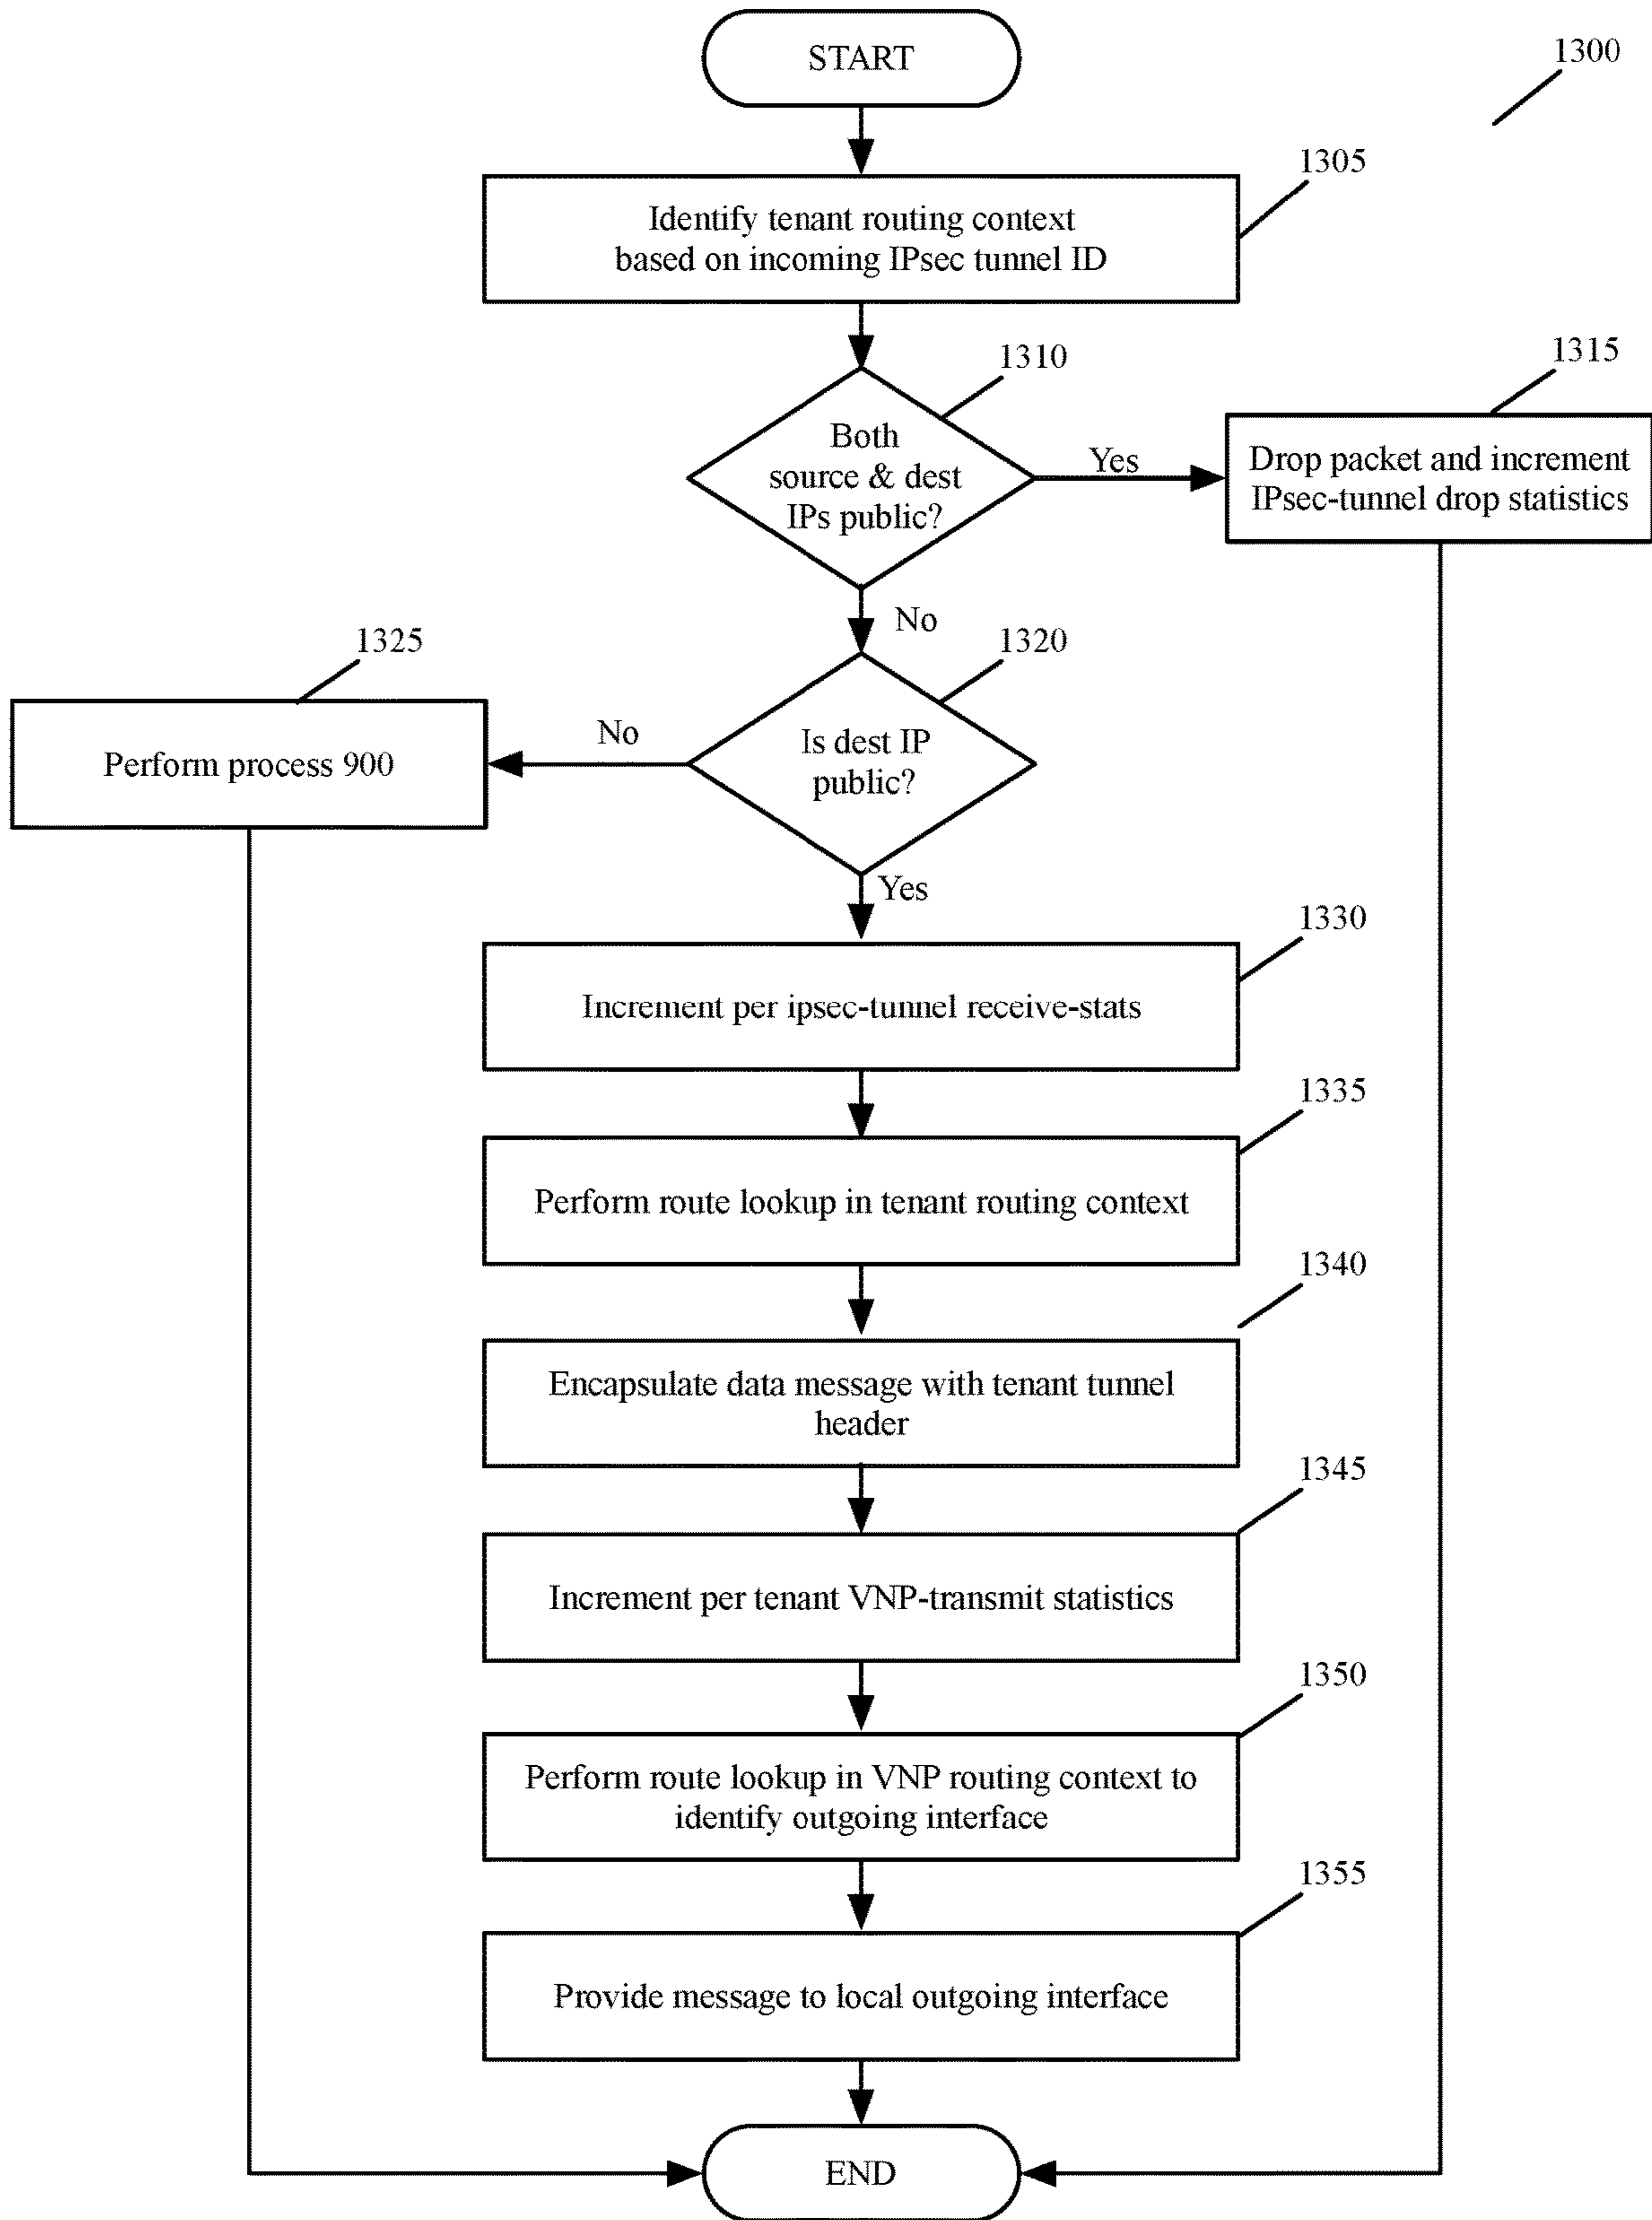 START
1300
1305
Identify tenant routing context
based on incoming IPsec tunnel ID
1310
1315
Both
source & dest
IPs public?
Yes
Drop packet and increment
IPsec-tunnel drop statistics
No
1325
1320
Perform process 900
No
Is dest IP
public?
Yes
1330
Increment per ipsec-tunnel receive-stats
1335
Perform route lookup in tenant routing context
1340
Encapsulate data message with tenant tunnel
header
1345
Increment per tenant VNP-transmit statistics
1350
Perform route lookup in VNP routing context to
identify outgoing interface
1355
Provide message to local outgoing interface
END